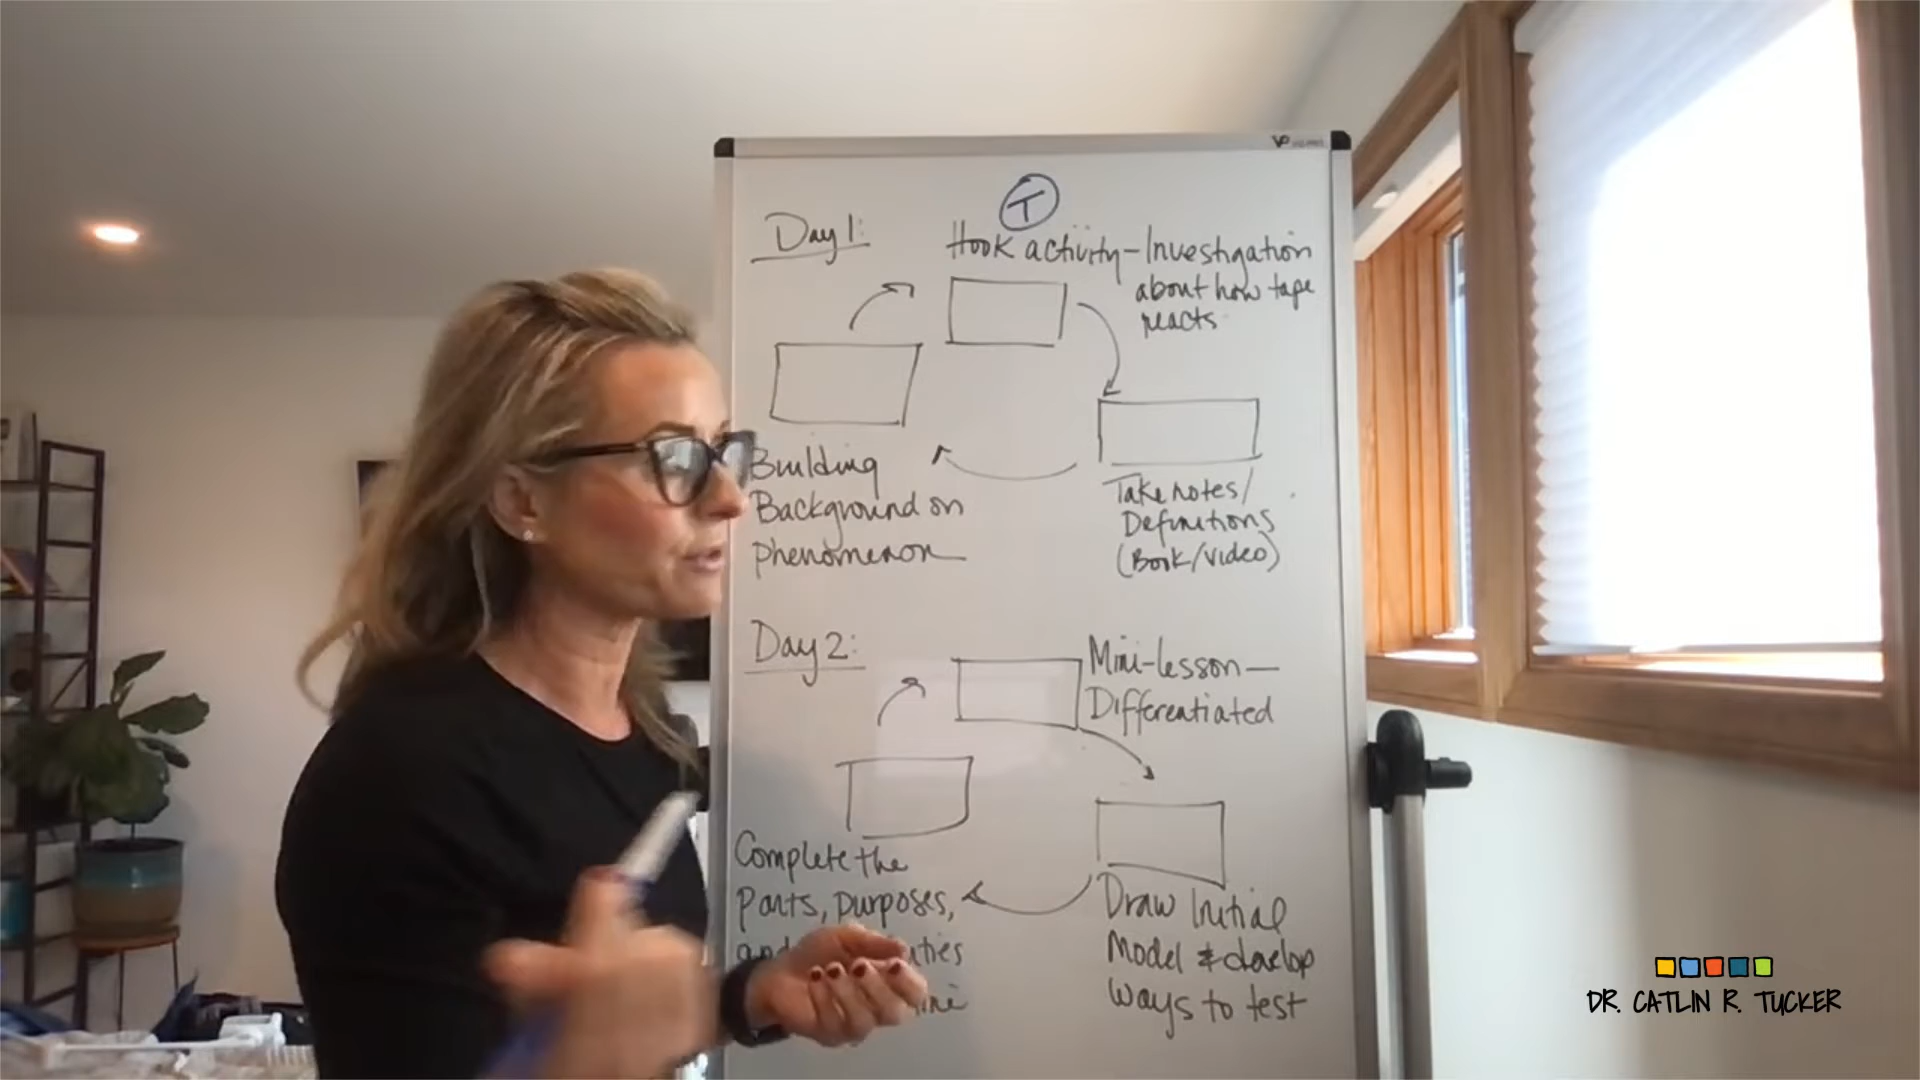 T
Day 1:
Hook activity - Investigation
about how tape
reacts
Building
Background on
phenomenon
Take notes/
Definitions
(Book/video)
Day 2:
Mini-lesson—
Differentiated
Complete the
parts, purposes,
Draw Initial
Model & develop
ways to test
DR. CATLIN R. TUCKER